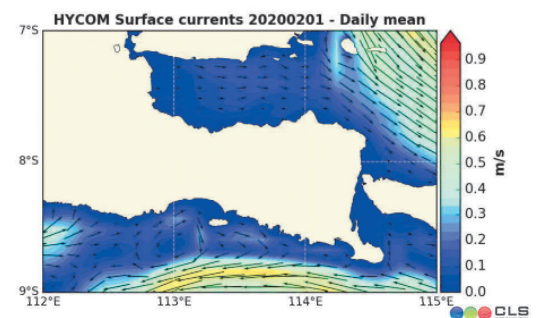 HYCOM Surface currents 20200201 - Daily mean
7°S
8°S
9°S
112°E
113°E
114°E
115°E
0.9
0.8
0.7
0.6
0.5
0.4
0.3
0.2
0.1
0.0
m/s
CLS